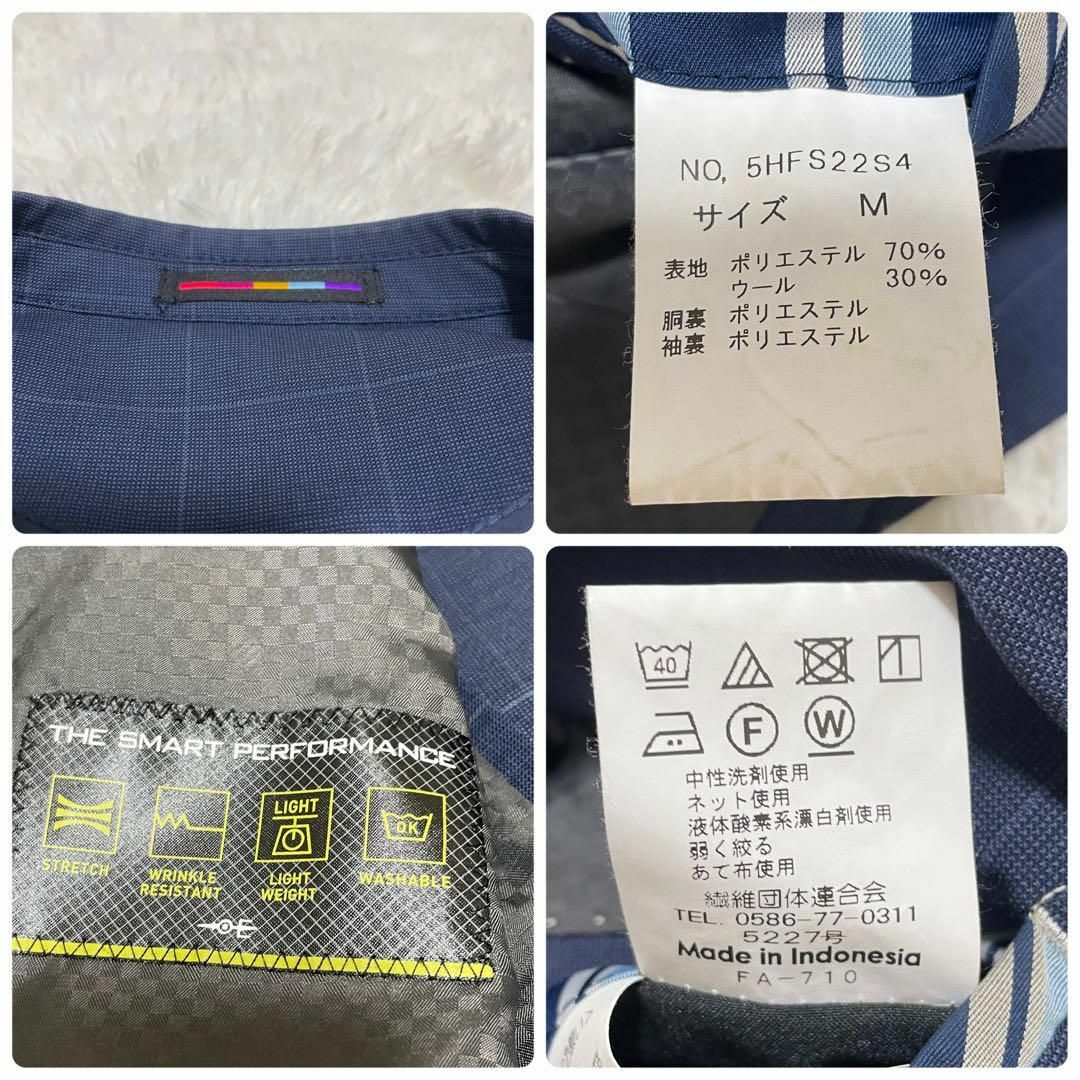 NO, 5HFS22S4
サイズ M
表地 ポリエステル 70%
ウール 30%
胴裏 ポリエステル
袖裏 ポリエステル
THE SMART PERFORMANCE
STRETCH
WRINKLE RESISTANT
LIGHT
LIGHT WEIGHT
OK
WASHABLE
40
F
W
中性洗剤使用
ネット使用
液体酸素系漂白剤使用
弱く絞る
あて布使用
繊維団体連合会
TEL. 0586-77-0311
5227号
Made in Indonesia
FA-710